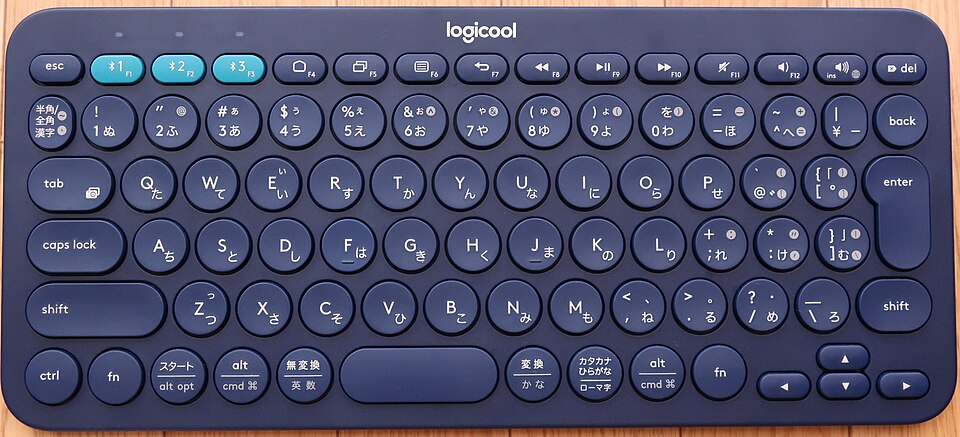 logicool
esc 1 F1 2 F2 3 F3 F4 F5 F6 F7 F8 F9 F10 F11 F12 ins del
半角/全角 漢字 ! 1 ぬ " 2 ふ # ぁ 3 あ $ ぅ 4 う % ぇ 5 え & ぉ 6 お ' ゃ 7 や ( ゅ 8 ゆ ) ょ 9 よ を 0 わ = - ほ ~ ^ へ | ¥ ー back
tab Q た W て E ぃ い R す T か Y ん U な I に O ら P せ ` @ ゛ { 「 [ ゜ enter
caps lock A ち S と D し F は G き H く J ま K の L り + ; れ * : け } 」 ] む
shift Z っ つ X さ C そ V ひ B こ N み M も < 、 , ね > 。 . る ? ・ / め _ \ ろ shift
ctrl fn スタート alt opt alt cmd ⌘ 無変換 英数 変換 かな カタカナ ひらがな ローマ字 alt cmd ⌘ fn ◄ ▲ ▼ ►